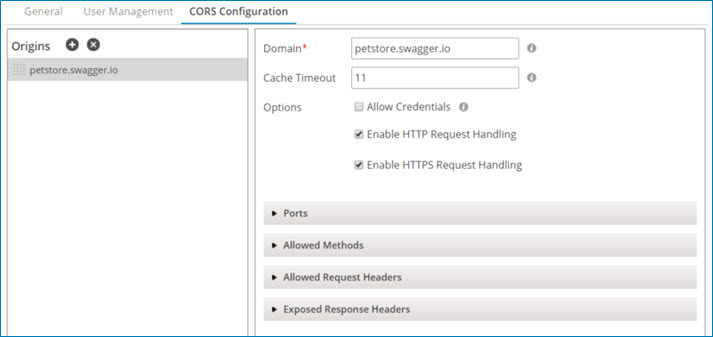 General User Management CORS Configuration
Origins
petstore.swagger.io
Domain* petstore.swagger.io
Cache Timeout 11
Options Allow Credentials
Enable HTTP Request Handling
Enable HTTPS Request Handling
Ports
Allowed Methods
Allowed Request Headers
Exposed Response Headers